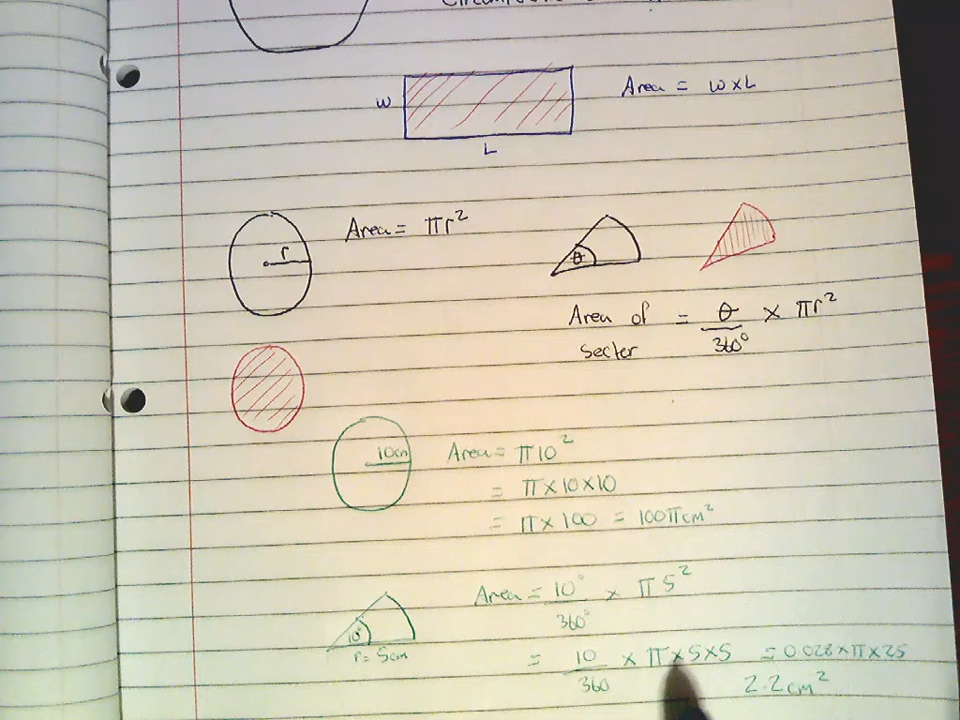 W
L
Area = W×L
r
Area = πr²
θ
Area of sector = θ/360° × πr²
10cm
Area = π10²
= π×10×10
= π×100 = 100πcm²
10°
r=5cm
Area = 10°/360° × π5²
= 10/360 × π×5×5 = 0.028×π×25
2.2cm²